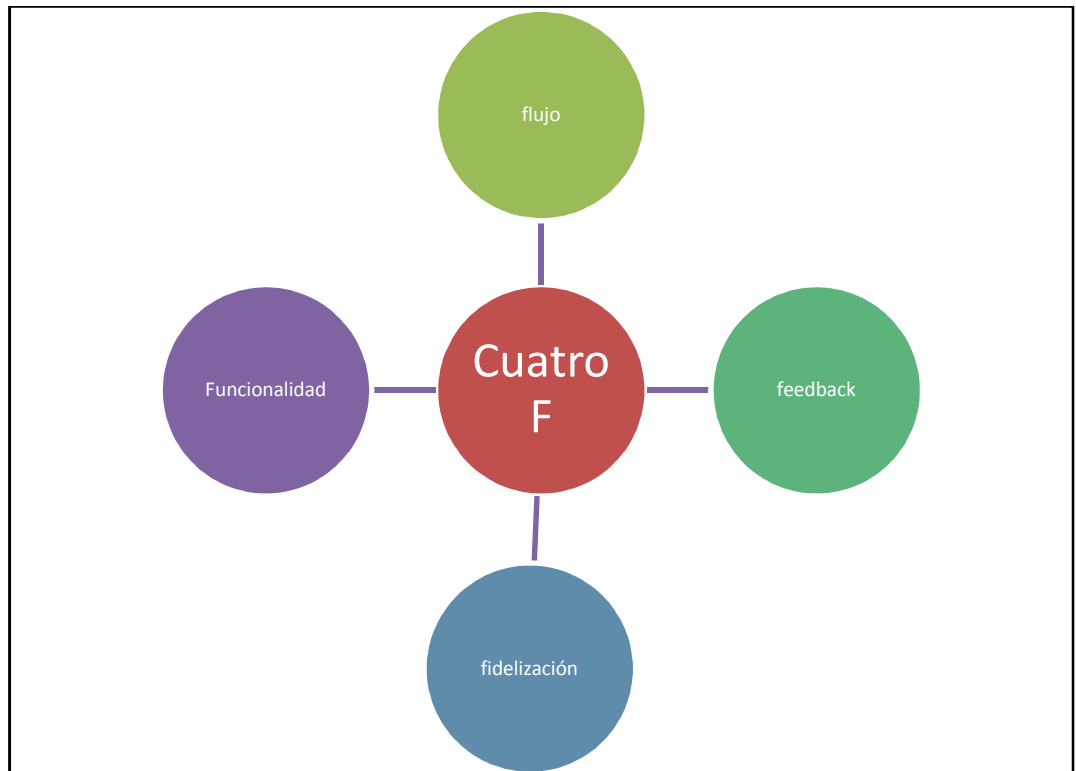 flujo
Funcionalidad
Cuatro
F
feedback
fidelización